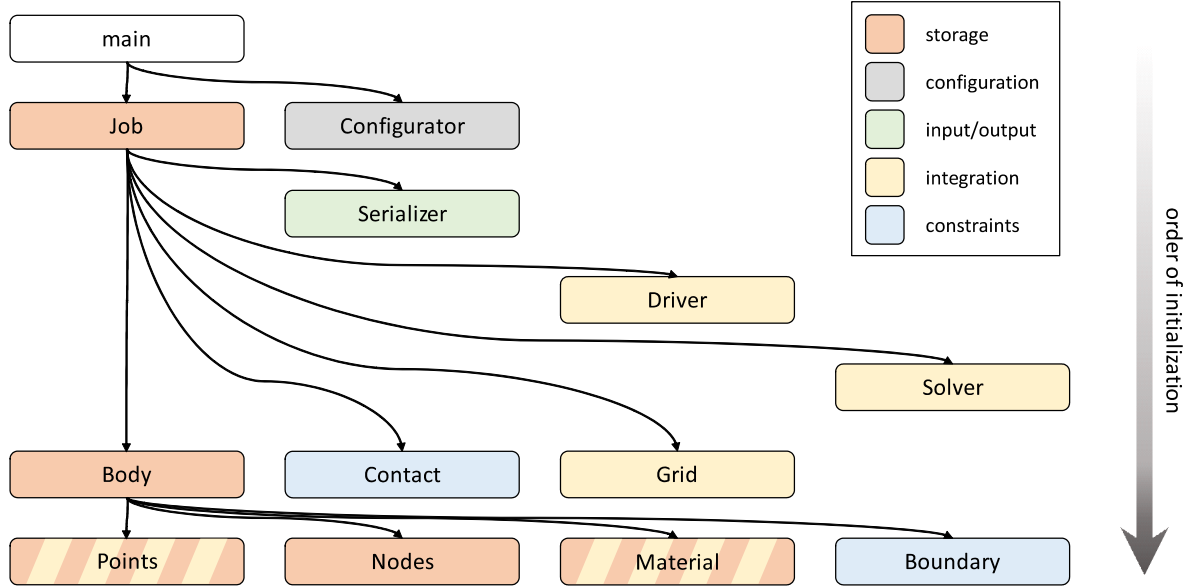 main
storage
configuration
input/output
integration
constraints
Job
Configurator
Serializer
Driver
Solver
order of initialization
Body
Contact
Grid
Points
Nodes
Material
Boundary